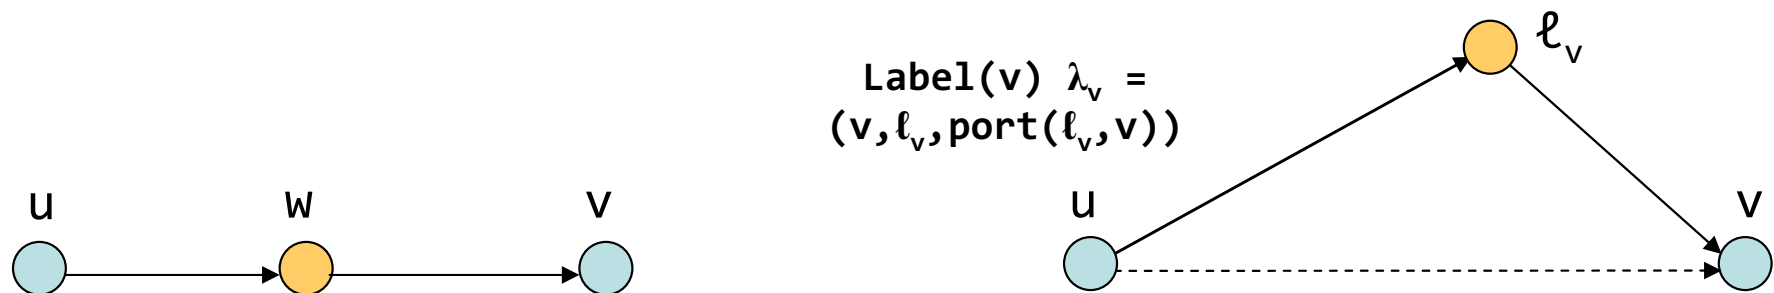 u w v
Label(v) λᵥ =
(v,ℓᵥ,port(ℓᵥ,v))
ℓᵥ
u v